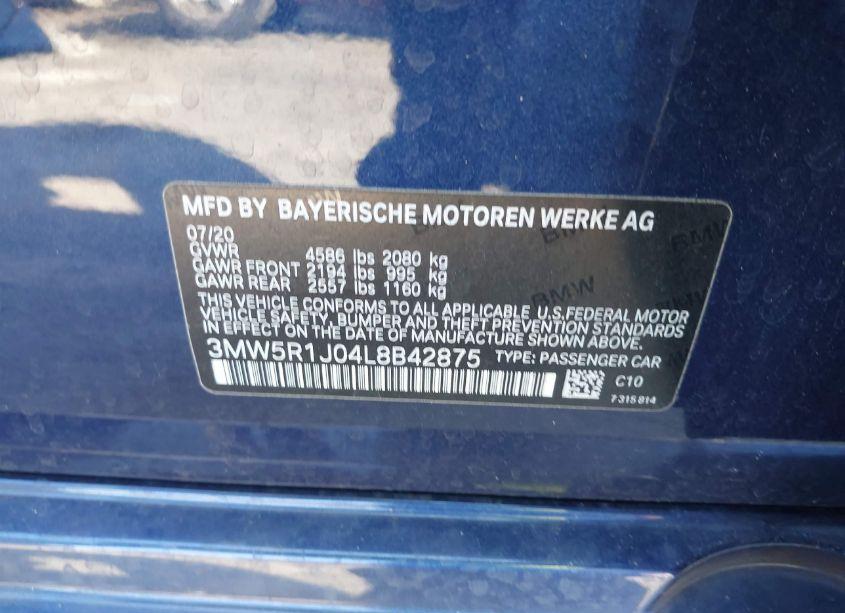 MFD BY BAYERISCHE MOTOREN WERKE AG
07/20
GVWR 4586 lbs 2080 kg
GAWR FRONT 2194 lbs 995 kg
GAWR REAR 2557 lbs 1160 kg
THIS VEHICLE CONFORMS TO ALL APPLICABLE U.S.FEDERAL MOTOR
VEHICLE SAFETY, BUMPER AND THEFT PREVENTION STANDARDS
IN EFFECT ON THE DATE OF MANUFACTURE SHOWN ABOVE.
3MW5R1J04L8B42875 TYPE: PASSENGER CAR
C10
7315814